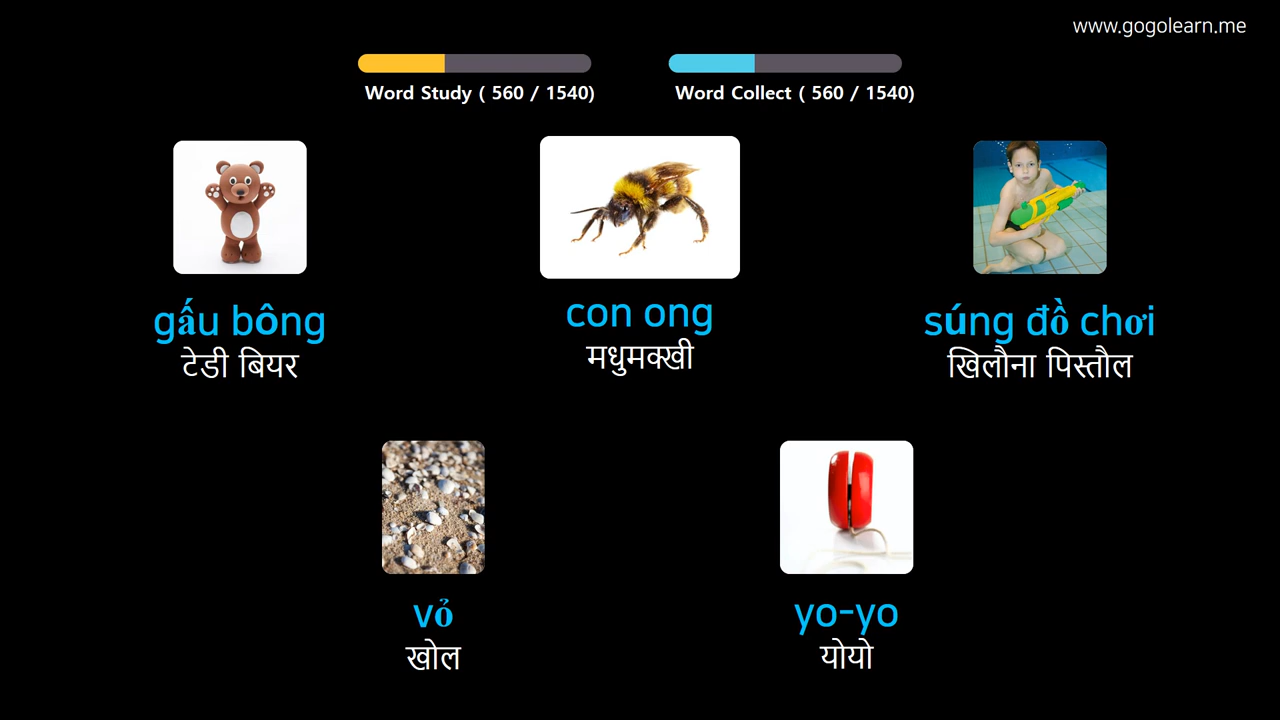 www.gogolearn.me
Word Study ( 560 / 1540)
Word Collect ( 560 / 1540)
gấu bông
टेडी बियर
con ong
मधुमक्खी
súng đồ chơi
खिलौना पिस्तौल
vỏ
खोल
yo-yo
योयो